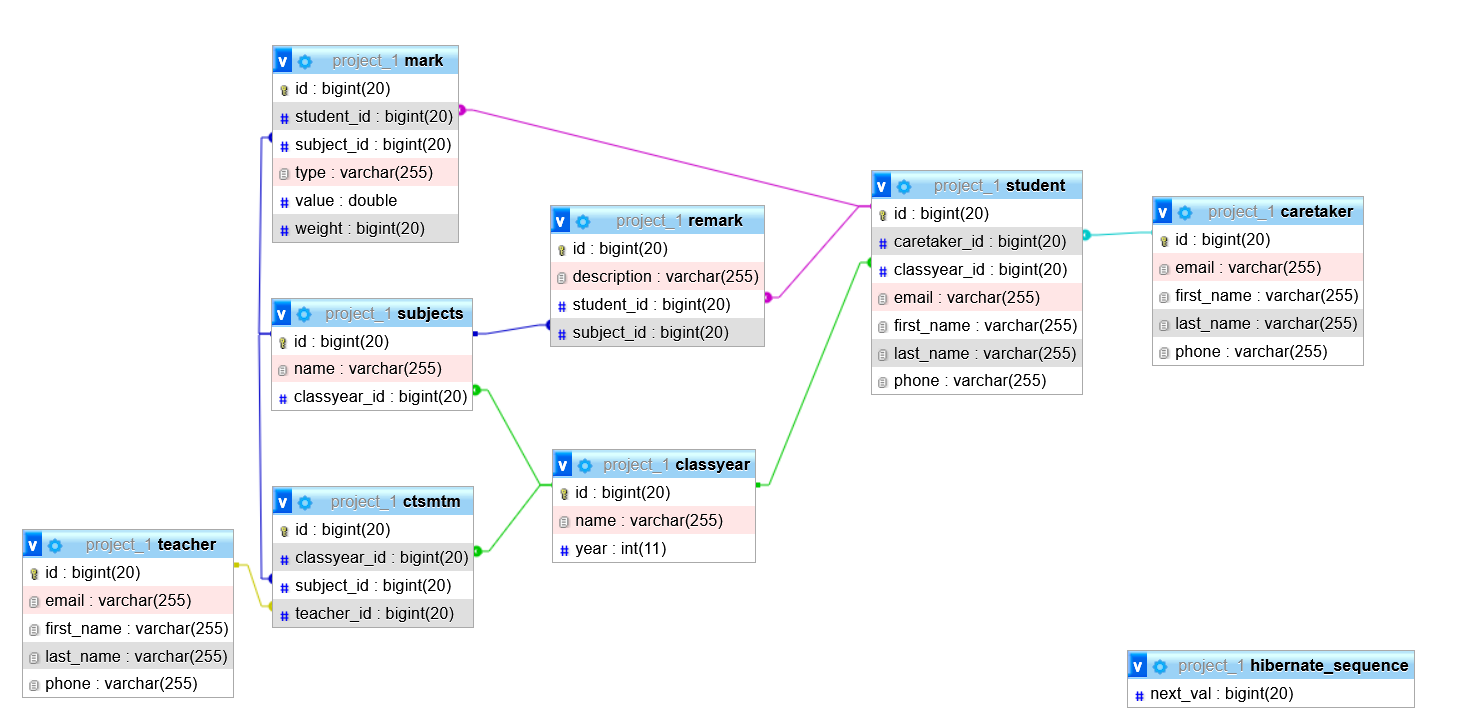 v project_1 mark
id : bigint(20)
# student_id : bigint(20)
# subject_id : bigint(20)
type : varchar(255)
# value : double
# weight : bigint(20)
v project_1 subjects
id : bigint(20)
name : varchar(255)
# classyear_id : bigint(20)
v project_1 ctsmtm
id : bigint(20)
# classyear_id : bigint(20)
# subject_id : bigint(20)
# teacher_id : bigint(20)
v project_1 teacher
id : bigint(20)
email : varchar(255)
first_name : varchar(255)
last_name : varchar(255)
phone : varchar(255)
v project_1 remark
id : bigint(20)
description : varchar(255)
# student_id : bigint(20)
# subject_id : bigint(20)
v project_1 classyear
id : bigint(20)
name : varchar(255)
# year : int(11)
v project_1 student
id : bigint(20)
# caretaker_id : bigint(20)
# classyear_id : bigint(20)
email : varchar(255)
first_name : varchar(255)
last_name : varchar(255)
phone : varchar(255)
v project_1 caretaker
id : bigint(20)
email : varchar(255)
first_name : varchar(255)
last_name : varchar(255)
phone : varchar(255)
v project_1 hibernate_sequence
# next_val : bigint(20)